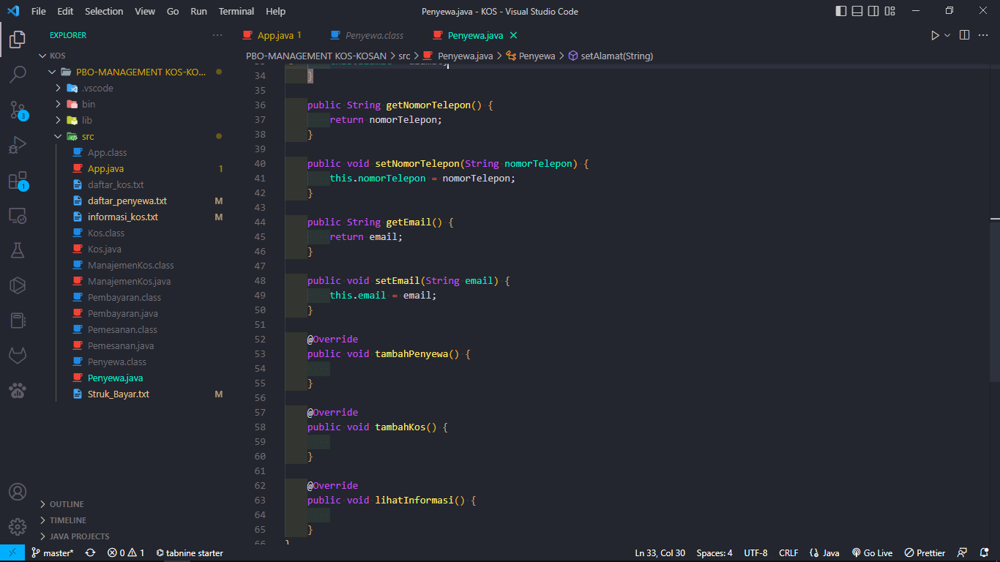 File Edit Selection View Go Run Terminal Help
Penyewa.java - KOS - Visual Studio Code
EXPLORER
App.java 1
Penyewa.class
Penyewa.java
KOS
PBO-MANAGEMENT KOS-KOSAN > src > Penyewa.java > Penyewa > setAlamat(String)
PBO-MANAGEMENT KOS-KO...
.vscode
bin
lib
src
App.class
App.java 1
daftar_kos.txt
daftar_penyewa.txt M
informasi_kos.txt M
Kos.class
Kos.java
ManajemenKos.class
ManajemenKos.java
Pembayaran.class
Pembayaran.java
Pemesanan.class
Pemesanan.java
Penyewa.class
Penyewa.java
Struk_Bayar.txt M
3
1
OUTLINE
TIMELINE
JAVA PROJECTS
34 }
35
36 public String getNomorTelepon() {
37 return nomorTelepon;
38 }
39
40 public void setNomorTelepon(String nomorTelepon) {
41 this.nomorTelepon = nomorTelepon;
42 }
43
44 public String getEmail() {
45 return email;
46 }
47
48 public void setEmail(String email) {
49 this.email = email;
50 }
51
52 @Override
53 public void tambahPenyewa() {
54
55 }
56
57 @Override
58 public void tambahKos() {
59
60 }
61
62 @Override
63 public void lihatInformasi() {
64
65 }
66 }
master* 0 1 tabnine starter
Ln 33, Col 30 Spaces: 4 UTF-8 CRLF {} Java Go Live Prettier